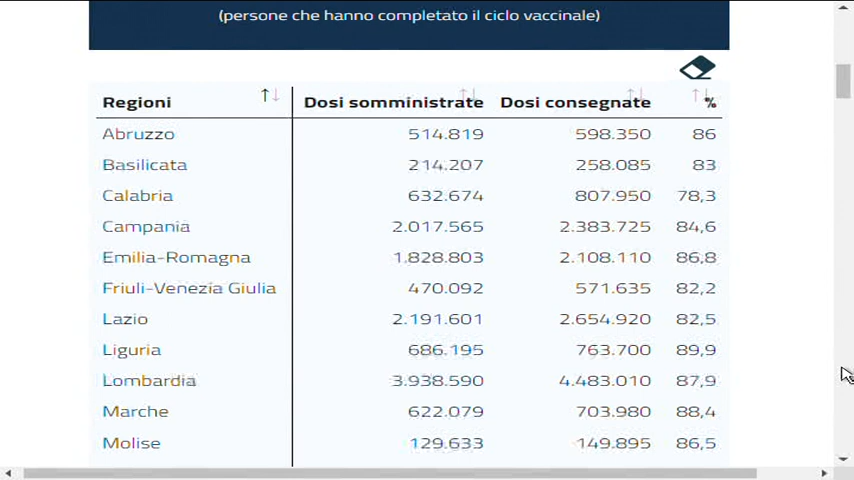 (persone che hanno completato il ciclo vaccinale)
Regioni Dosi somministrate Dosi consegnate %
Abruzzo 514.819 598.350 86
Basilicata 214.207 258.085 83
Calabria 632.674 807.950 78,3
Campania 2.017.565 2.383.725 84,6
Emilia-Romagna 1.828.803 2.108.110 86,8
Friuli-Venezia Giulia 470.092 571.635 82,2
Lazio 2.191.601 2.654.920 82,5
Liguria 686.195 763.700 89,9
Lombardia 3.938.590 4.483.010 87,9
Marche 622.079 703.980 88,4
Molise 129.633 149.895 86,5